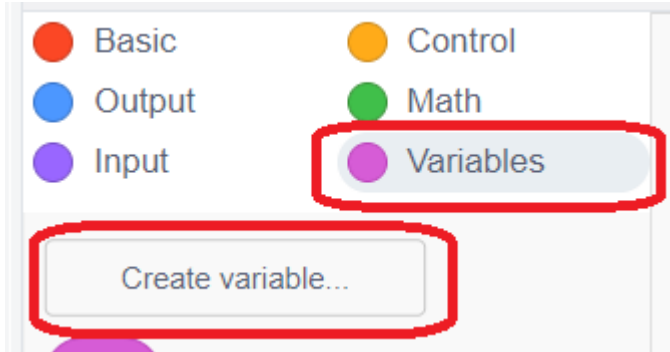 Basic Control
Output Math
Input Variables
Create variable...